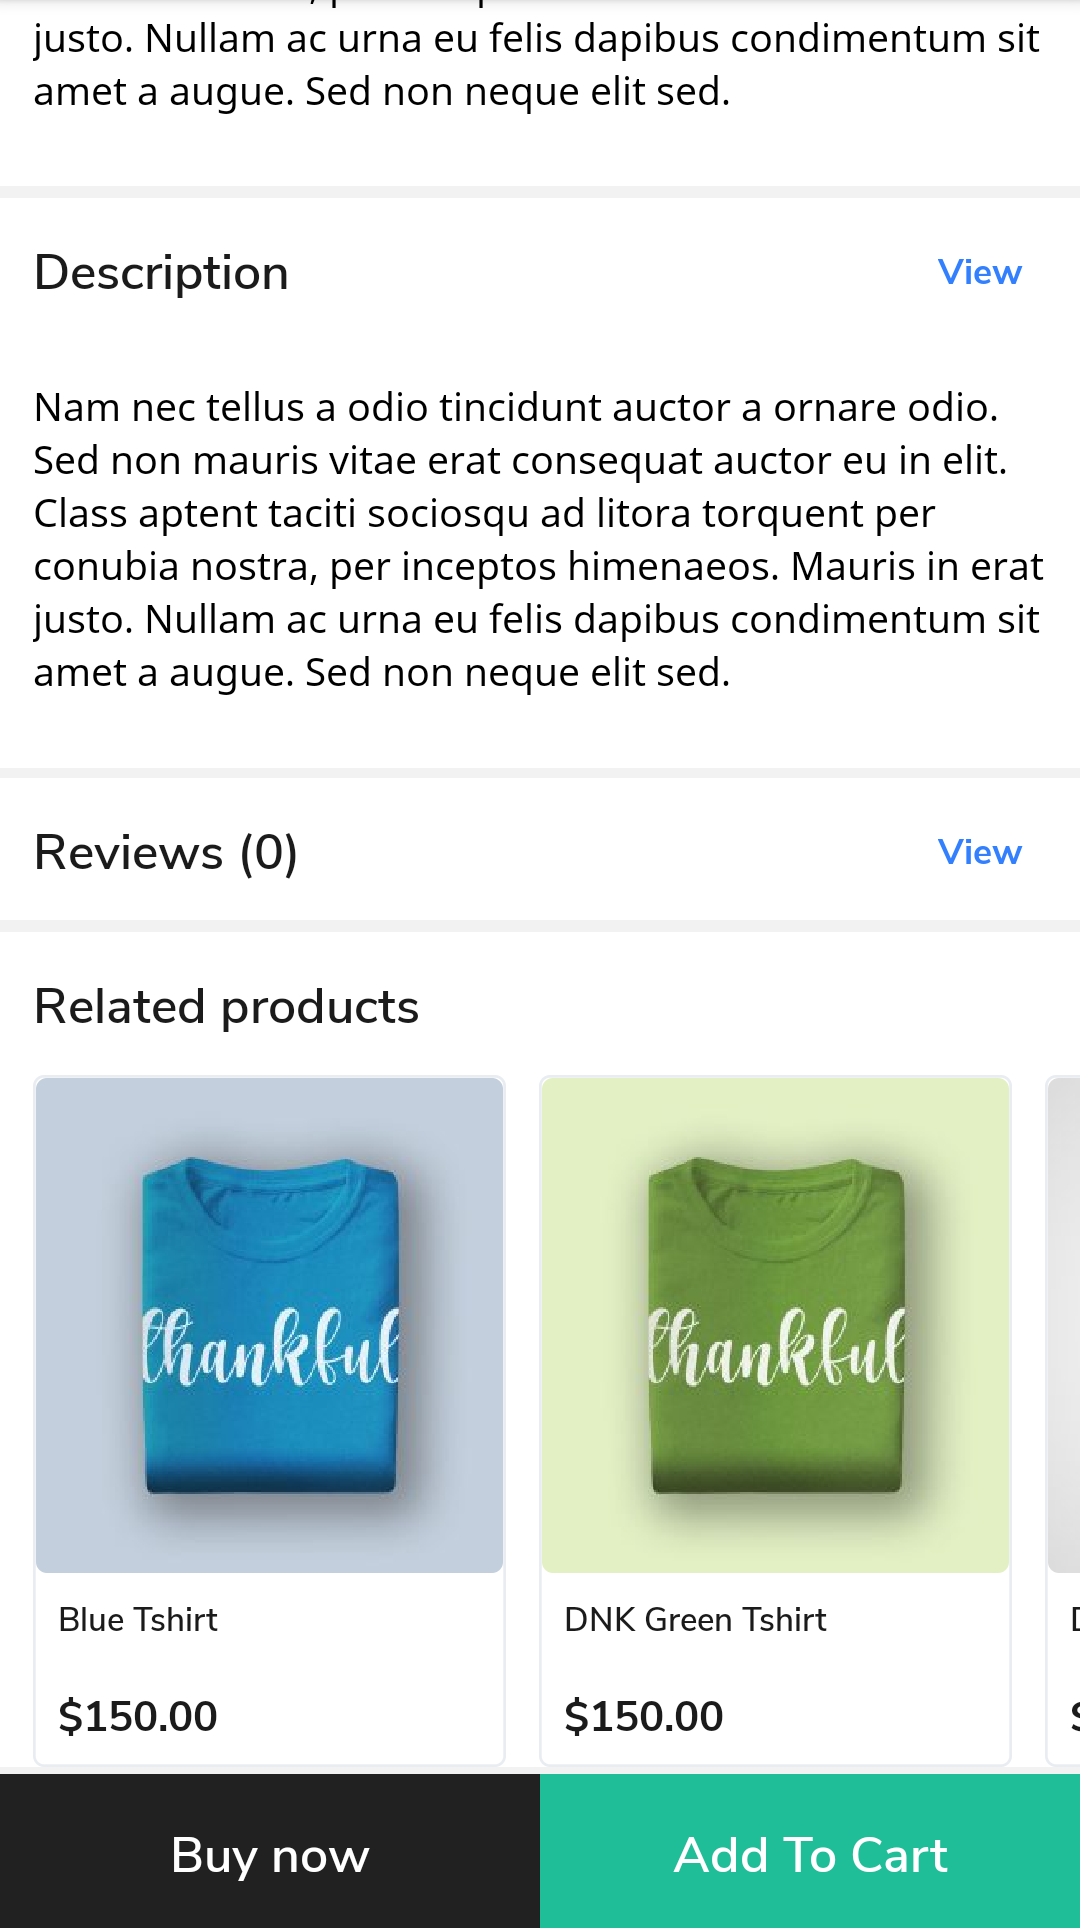 justo. Nullam ac urna eu felis dapibus condimentum sit
amet a augue. Sed non neque elit sed.
Description
View
Nam nec tellus a odio tincidunt auctor a ornare odio.
Sed non mauris vitae erat consequat auctor eu in elit.
Class aptent taciti sociosqu ad litora torquent per
conubia nostra, per inceptos himenaeos. Mauris in erat
justo. Nullam ac urna eu felis dapibus condimentum sit
amet a augue. Sed non neque elit sed.
Reviews (0)
View
Related products
thankful
thankful
Blue Tshirt
DNK Green Tshirt
$150.00
$150.00
Buy now
Add To Cart